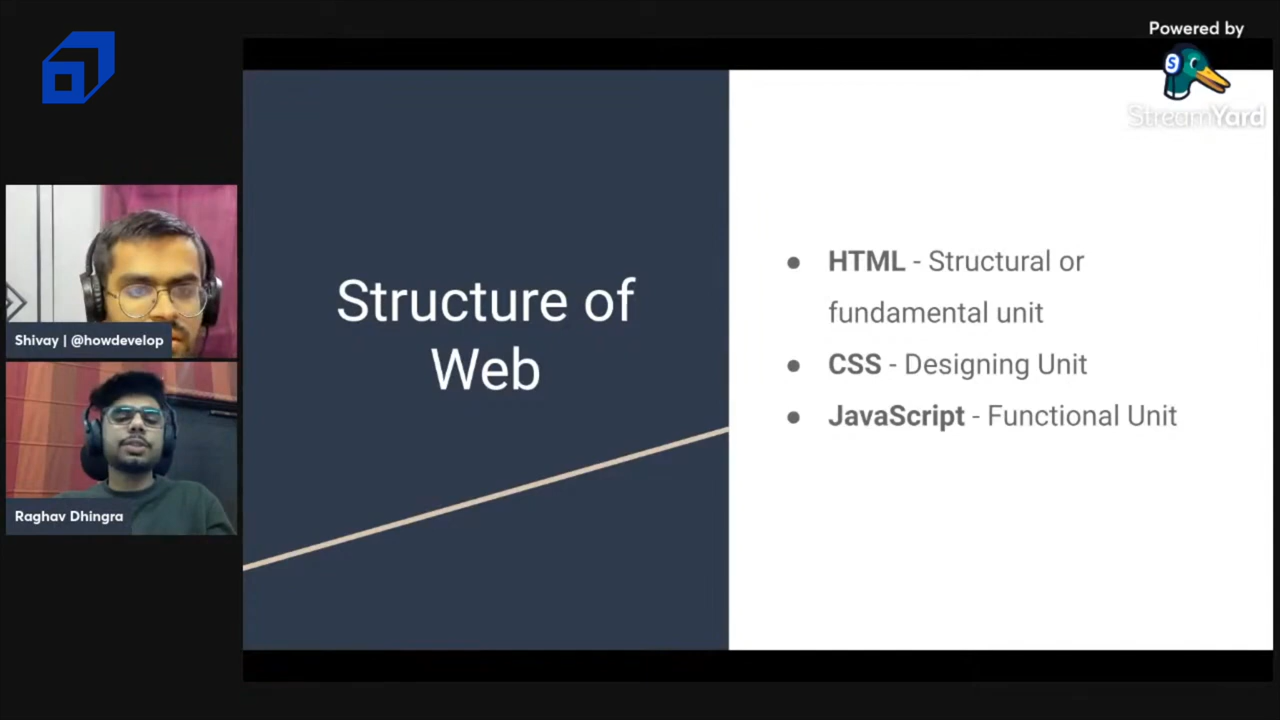 Powered by
S
StreamYard
Shivay | @howdevelop
Raghav Dhingra
Structure of
Web
HTML - Structural or
fundamental unit
CSS - Designing Unit
JavaScript - Functional Unit